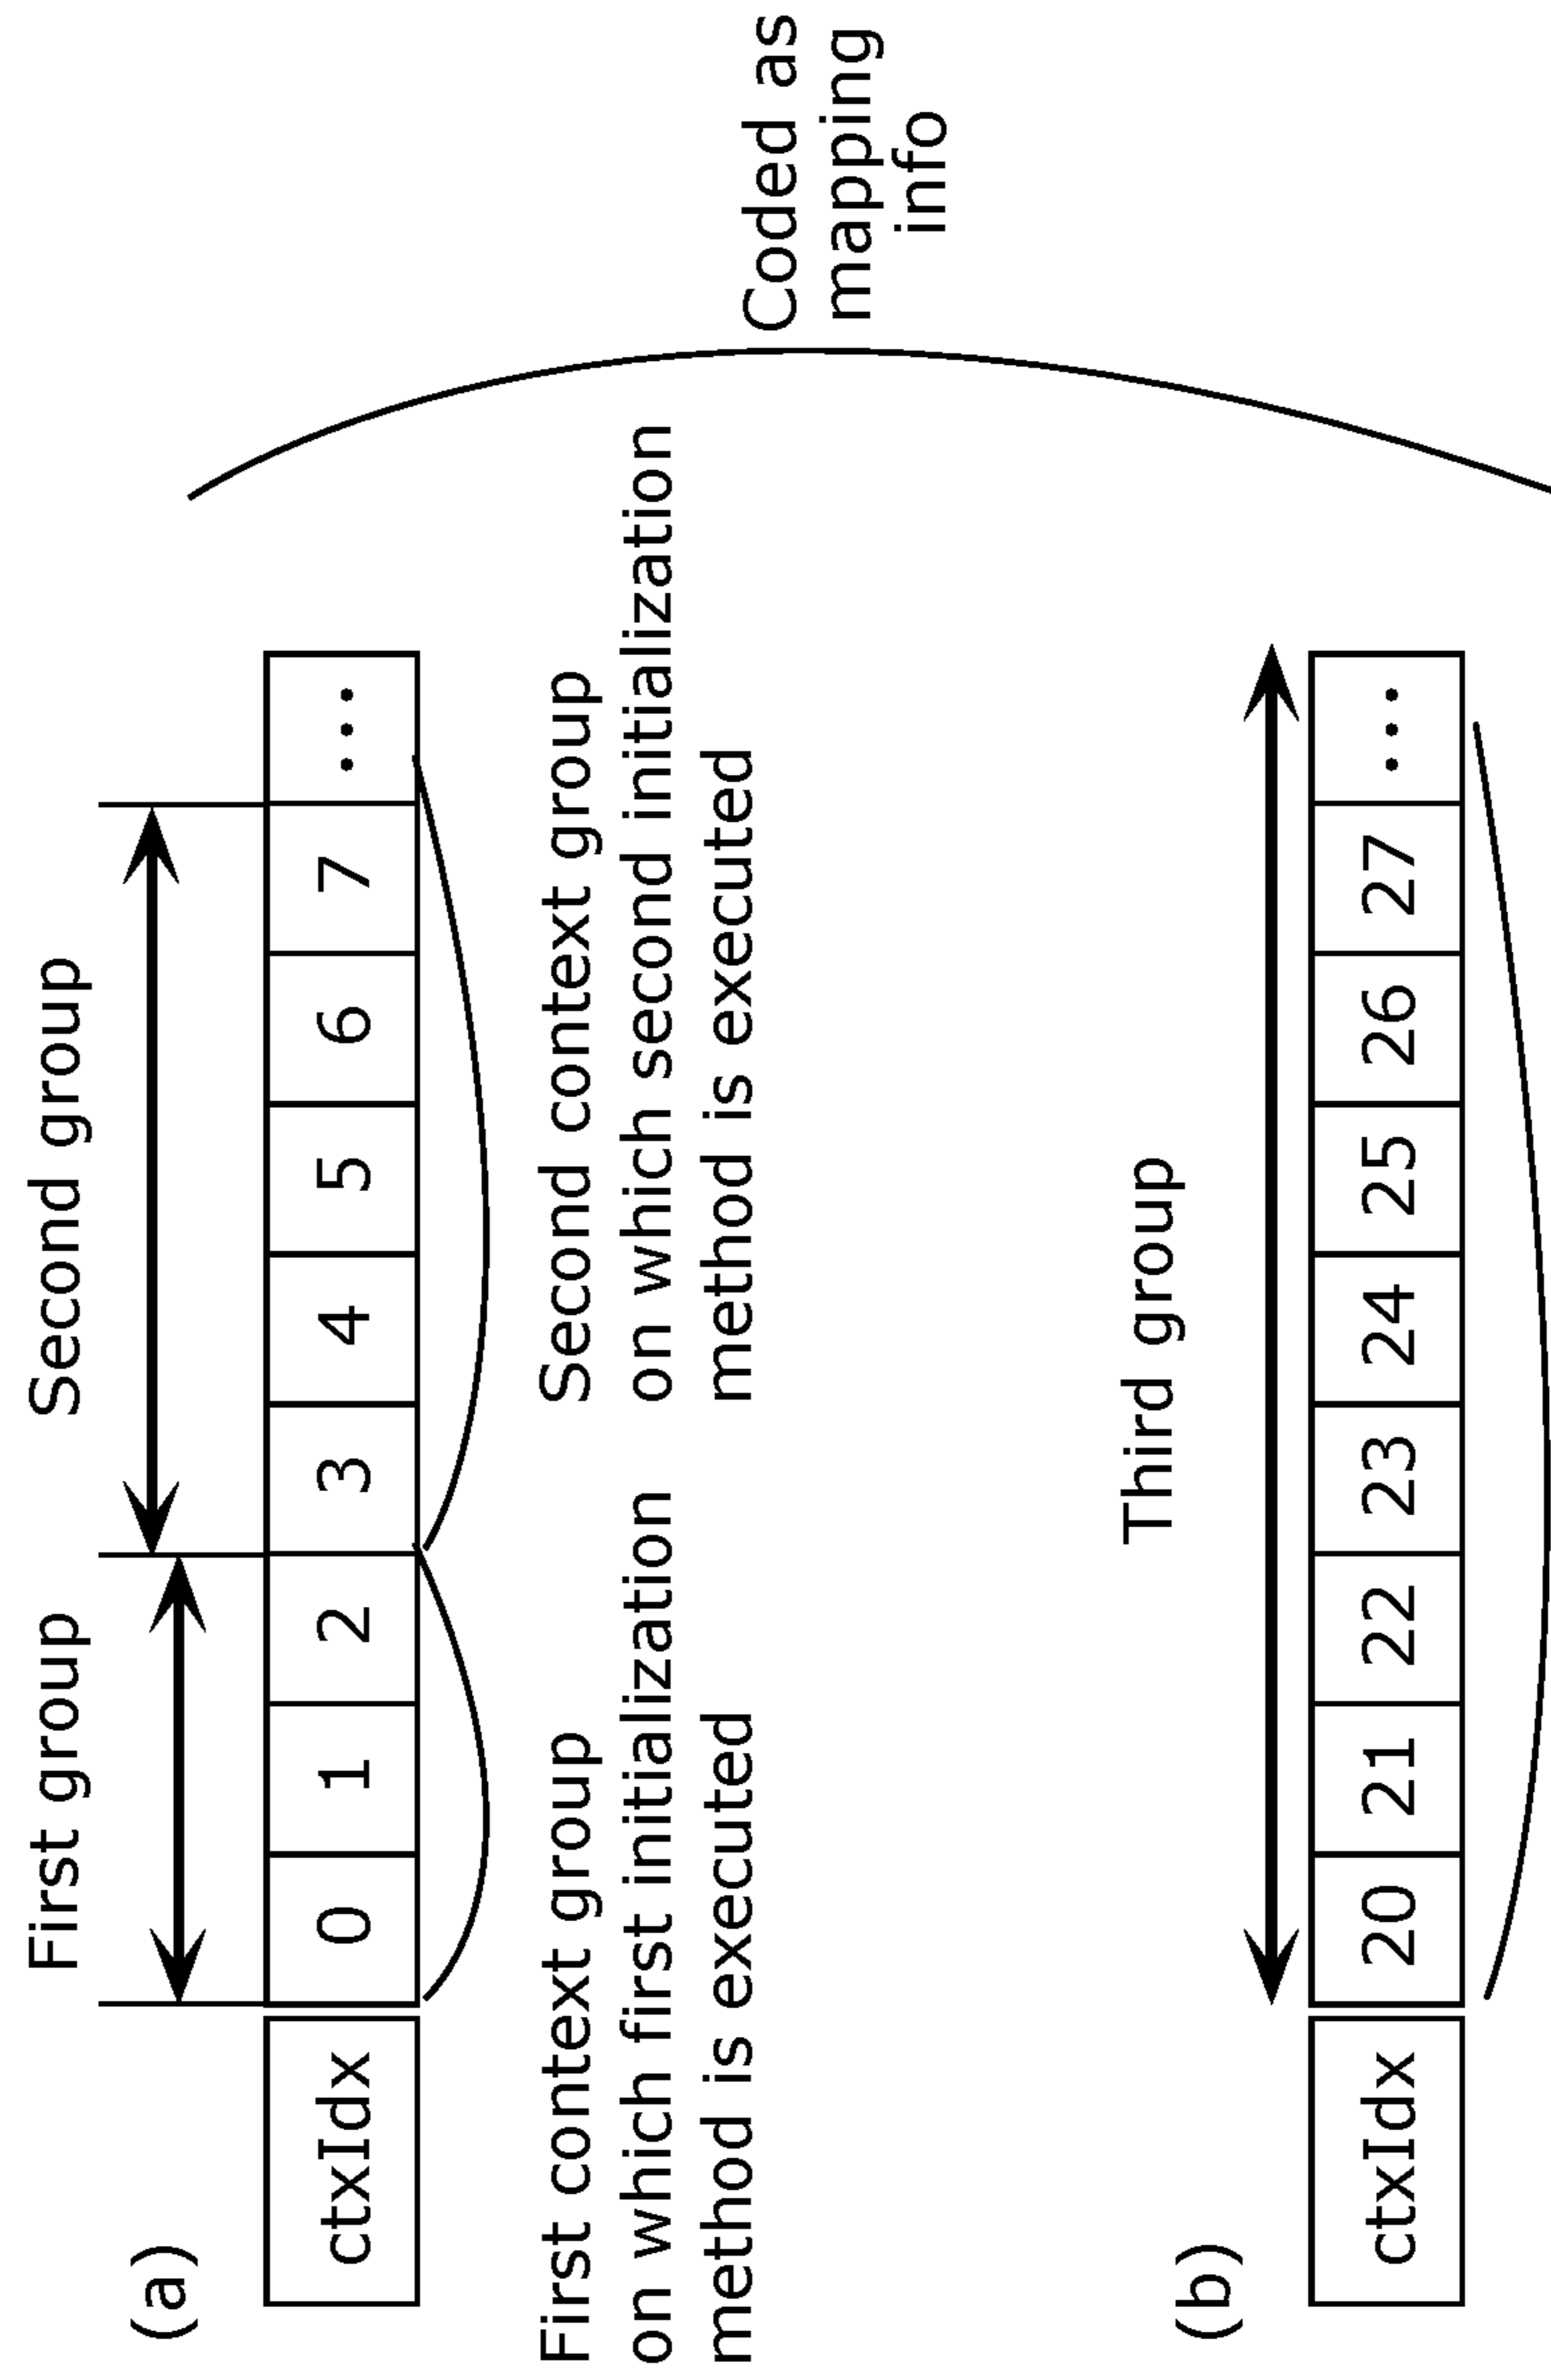 First group
Second group
(a)
ctxIdx 0 1 2 3 4 5 6 7 ...
First context group
on which first initialization
method is executed
Second context group
on which second initialization
method is executed
Coded as
mapping
info
Third group
(b)
ctxIdx 20 21 22 23 24 25 26 27 ...